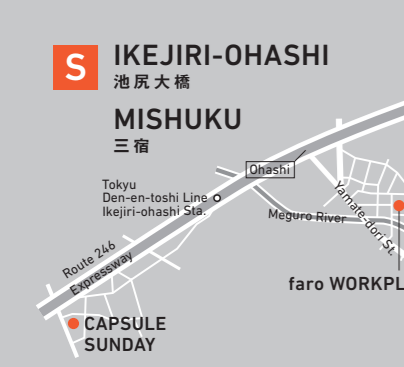 S
IKEJIRI-OHASHI
池尻大橋
MISHUKU
三宿
Ohashi
Tokyu
Den-en-toshi Line
Ikejiri-ohashi Sta.
Yamate-dori St.
Meguro River
Route 246
Expressway
faro WORKPL
CAPSULE
SUNDAY